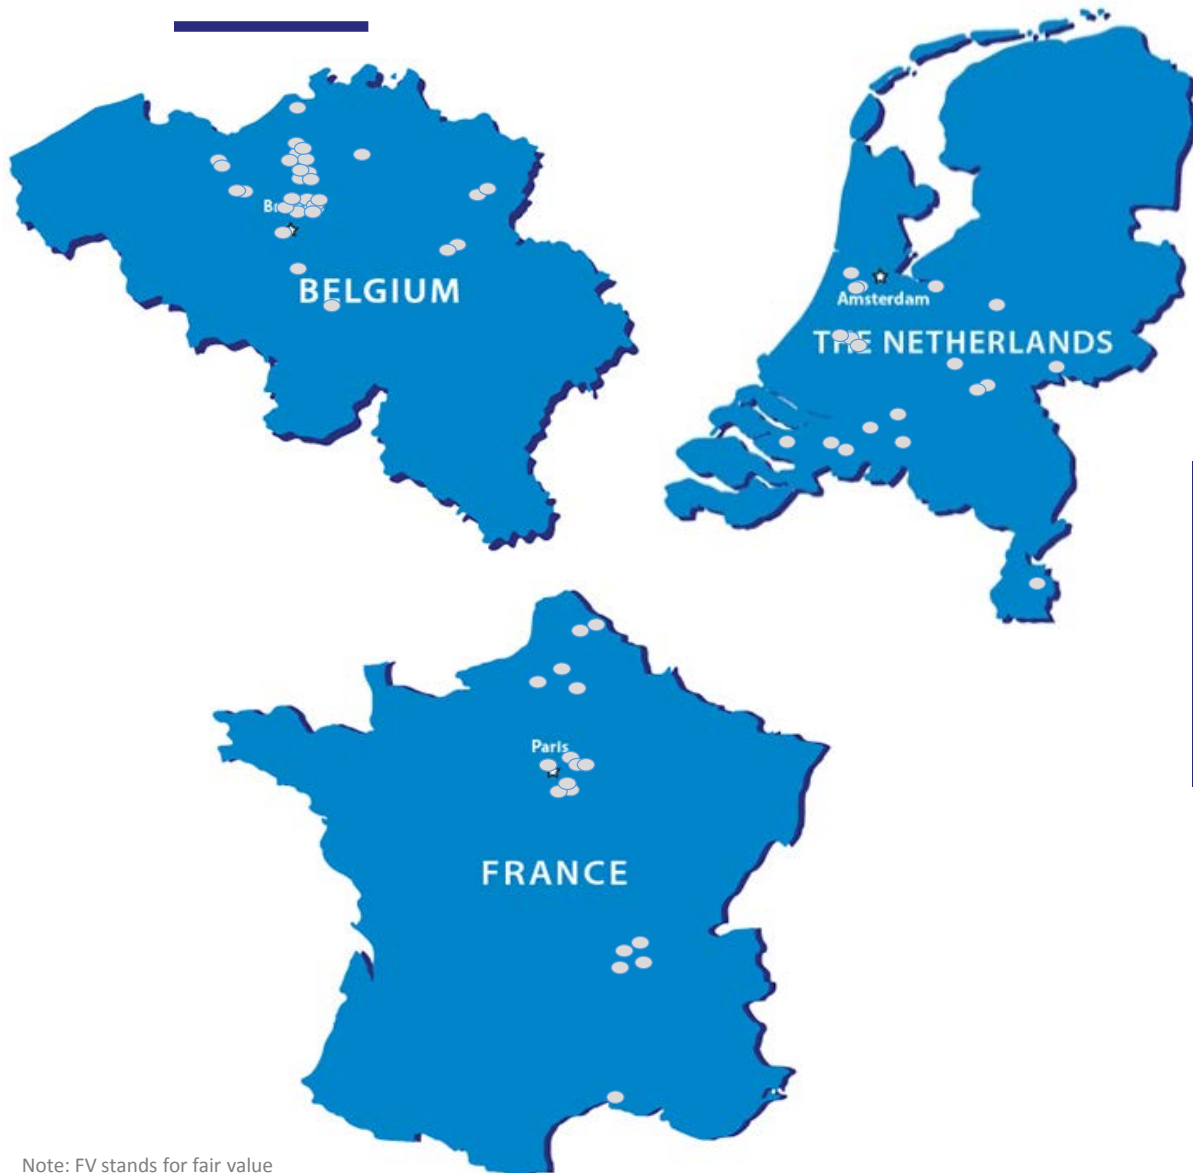 BELGIUM
Amsterdam
THE NETHERLANDS
Paris
FRANCE
Note: FV stands for fair value